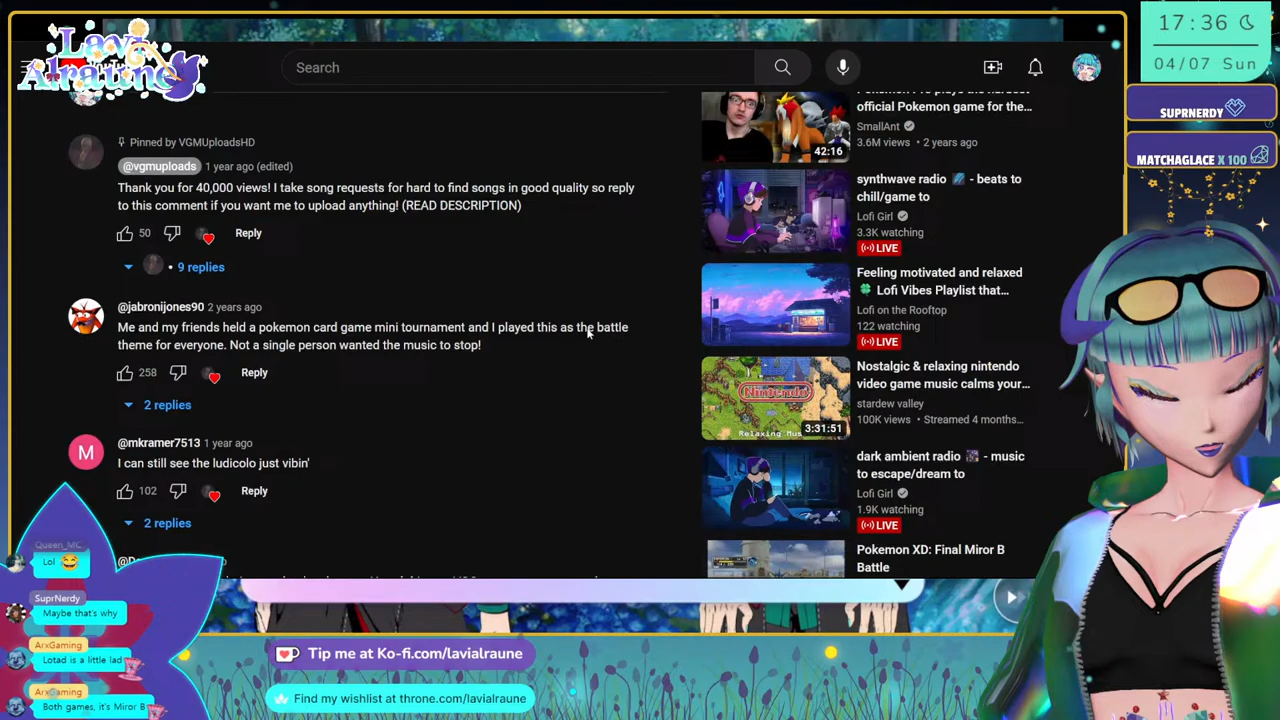 Lavi
Alraune
Search
17:36
04/07 Sun
SUPRNERDY
MATCHAGLACE X 100
Pinned by VGMUploadsHD
@vgmuploads 1 year ago (edited)
Thank you for 40,000 views! I take song requests for hard to find songs in good quality so reply
to this comment if you want me to upload anything! (READ DESCRIPTION)
50 Reply
9 replies
@jabronijones90 2 years ago
Me and my friends held a pokemon card game mini tournament and I played this as the battle
theme for everyone. Not a single person wanted the music to stop!
258 Reply
2 replies
M @mkramer7513 1 year ago
I can still see the ludicolo just vibin'
102 Reply
2 replies
official Pokemon game for the...
SmallAnt
3.6M views • 2 years ago
42:16
synthwave radio - beats to
chill/game to
Lofi Girl
3.3K watching
LIVE
Feeling motivated and relaxed
Lofi Vibes Playlist that...
Lofi on the Rooftop
122 watching
LIVE
Nostalgic & relaxing nintendo
video game music calms your...
stardew valley
100K views • Streamed 4 months...
Nintendo
Relaxing Mus
3:31:51
dark ambient radio - music
to escape/dream to
Lofi Girl
1.9K watching
LIVE
Pokemon XD: Final Miror B
Battle
Queen_MC_
Lol
SuprNerdy
Maybe that's why
ArxGaming
Lotad is a little lad
ArxGaming
Both games, it's Miror B
Tip me at Ko-fi.com/lavialraune
Find my wishlist at throne.com/lavialraune